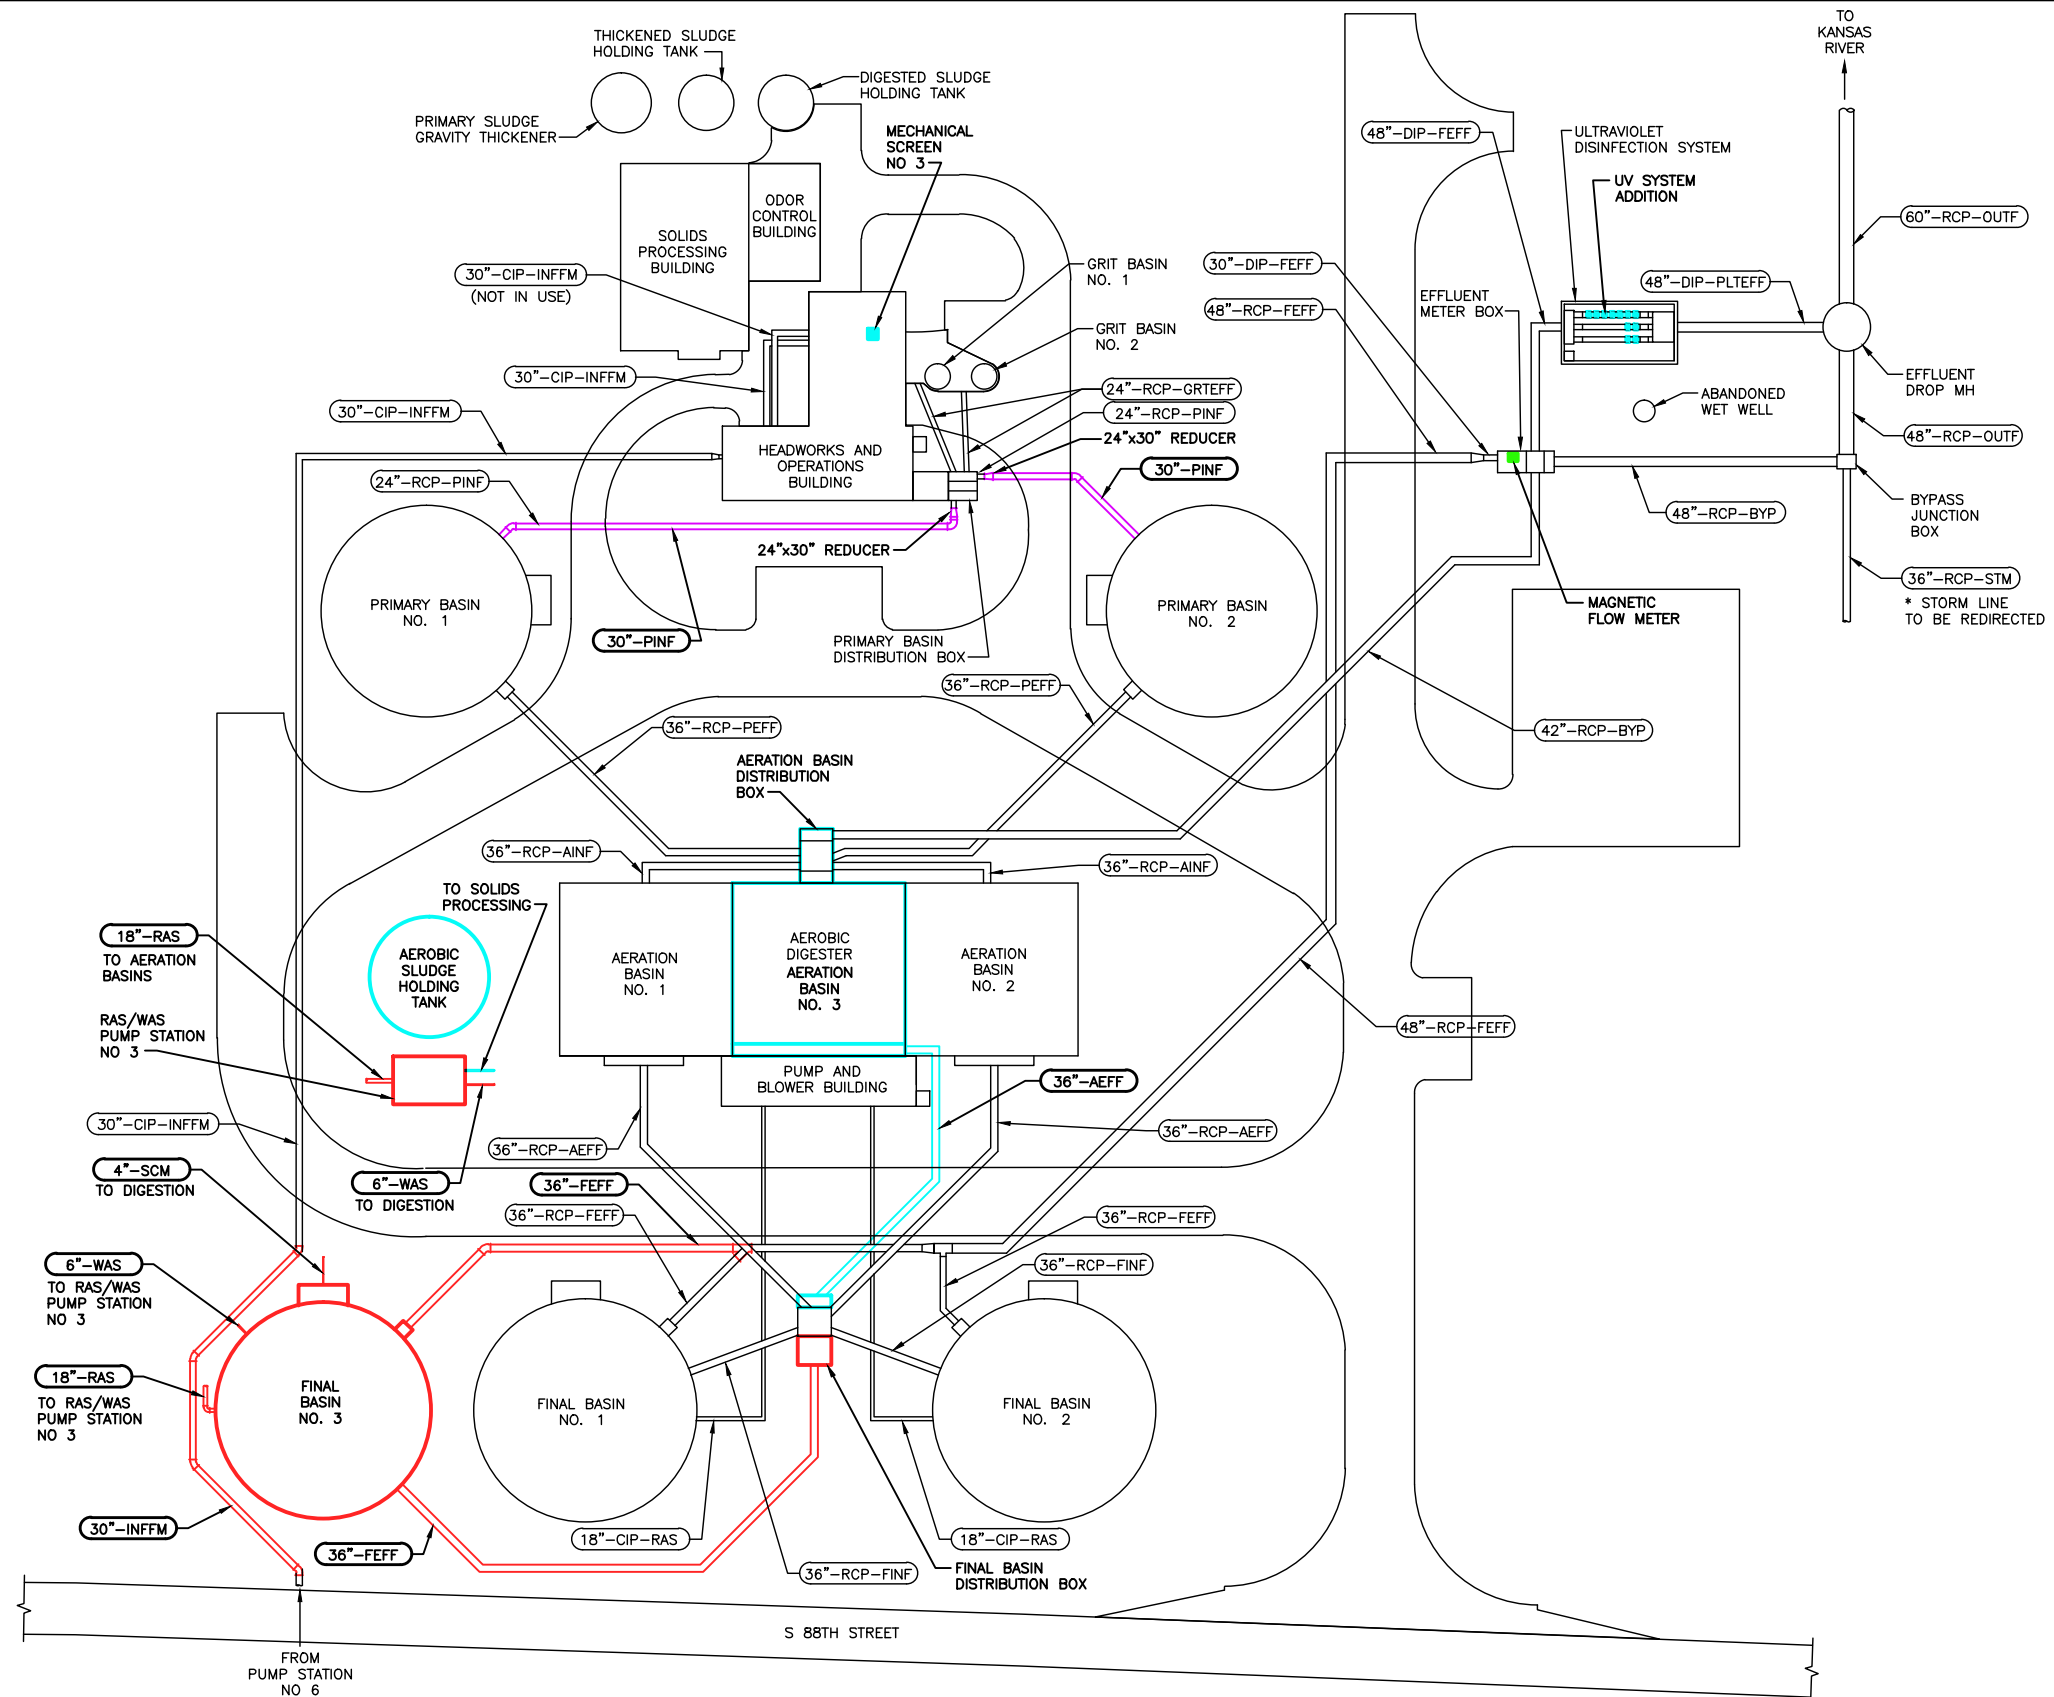 THICKENED SLUDGE
HOLDING TANK
DIGESTED SLUDGE
HOLDING TANK
PRIMARY SLUDGE
GRAVITY THICKENER
MECHANICAL
SCREEN
NO 3
TO
KANSAS
RIVER
48"-DIP-FEFF
ULTRAVIOLET
DISINFECTION SYSTEM
UV SYSTEM
ADDITION
60"-RCP-OUTF
ODOR
CONTROL
BUILDING
SOLIDS
PROCESSING
BUILDING
30"-CIP-INFFM
(NOT IN USE)
GRIT BASIN
NO. 1
30"-DIP-FEFF
48"-RCP-FEFF
EFFLUENT
METER BOX
48"-DIP-PLTEFF
GRIT BASIN
NO. 2
30"-CIP-INFFM
24"-RCP-GRTEFF
24"-RCP-PINF
24"x30" REDUCER
30"-PINF
EFFLUENT
DROP MH
ABANDONED
WET WELL
48"-RCP-OUTF
30"-CIP-INFFM
24"-RCP-PINF
HEADWORKS AND
OPERATIONS
BUILDING
48"-RCP-BYP
BYPASS
JUNCTION
BOX
24"x30" REDUCER
36"-RCP-STM
* STORM LINE
TO BE REDIRECTED
PRIMARY BASIN
NO. 1
30"-PINF
PRIMARY BASIN
DISTRIBUTION BOX
PRIMARY BASIN
NO. 2
MAGNETIC
FLOW METER
36"-RCP-PEFF
36"-RCP-PEFF
42"-RCP-BYP
AERATION BASIN
DISTRIBUTION
BOX
36"-RCP-AINF
36"-RCP-AINF
TO SOLIDS
PROCESSING
18"-RAS
TO AERATION
BASINS
AEROBIC
SLUDGE
HOLDING
TANK
AERATION
BASIN
NO. 1
AEROBIC
DIGESTER
AERATION
BASIN
NO. 3
AERATION
BASIN
NO. 2
RAS/WAS
PUMP STATION
NO 3
48"-RCP-FEFF
PUMP AND
BLOWER BUILDING
36"-AEFF
30"-CIP-INFFM
36"-RCP-AEFF
36"-RCP-AEFF
4"-SCM
TO DIGESTION
6"-WAS
TO DIGESTION
36"-FEFF
36"-RCP-FEFF
36"-RCP-FEFF
6"-WAS
TO RAS/WAS
PUMP STATION
NO 3
36"-RCP-FINF
18"-RAS
TO RAS/WAS
PUMP STATION
NO 3
FINAL
BASIN
NO. 3
FINAL BASIN
NO. 1
FINAL BASIN
NO. 2
30"-INFFM
36"-FEFF
18"-CIP-RAS
18"-CIP-RAS
36"-RCP-FINF
FINAL BASIN
DISTRIBUTION BOX
S 88TH STREET
FROM
PUMP STATION
NO 6